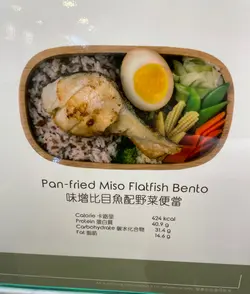 Pan-fried Miso Flatfish Bento
味增比目魚配野菜便當
Calorie 卡路里 424 kcal
Protein 蛋白質 40.9 g
Carbohydrate 碳水化合物 31.4 g
Fat 脂肪 14.6 g